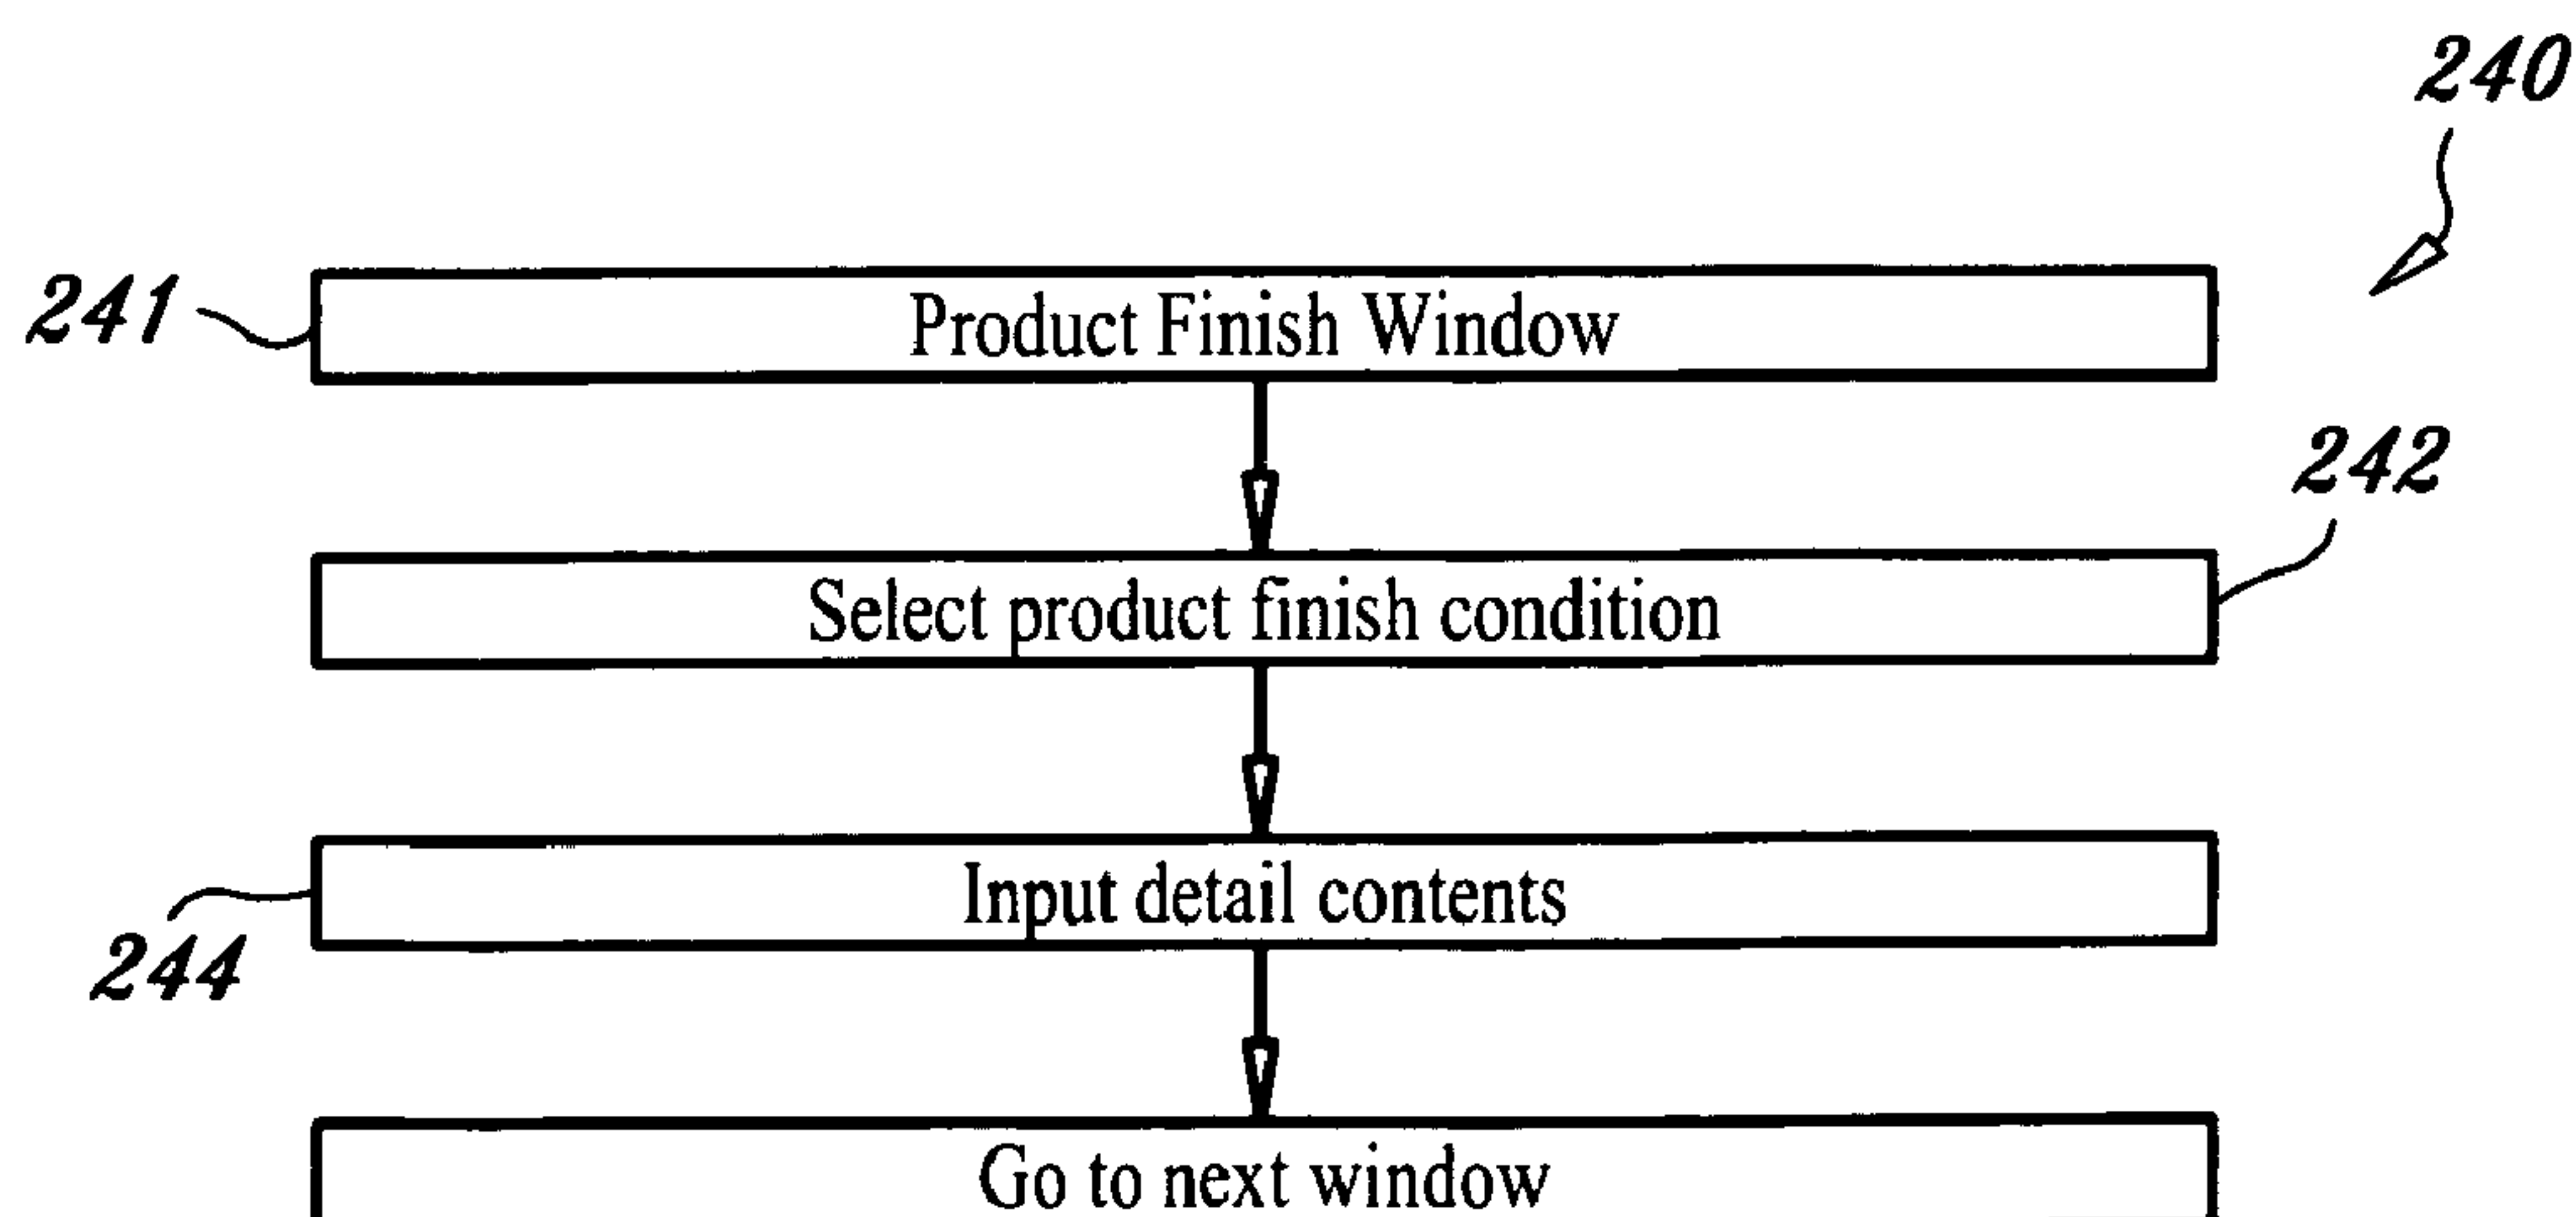 240
241
Product Finish Window
242
Select product finish condition
Input detail contents
244
Go to next window